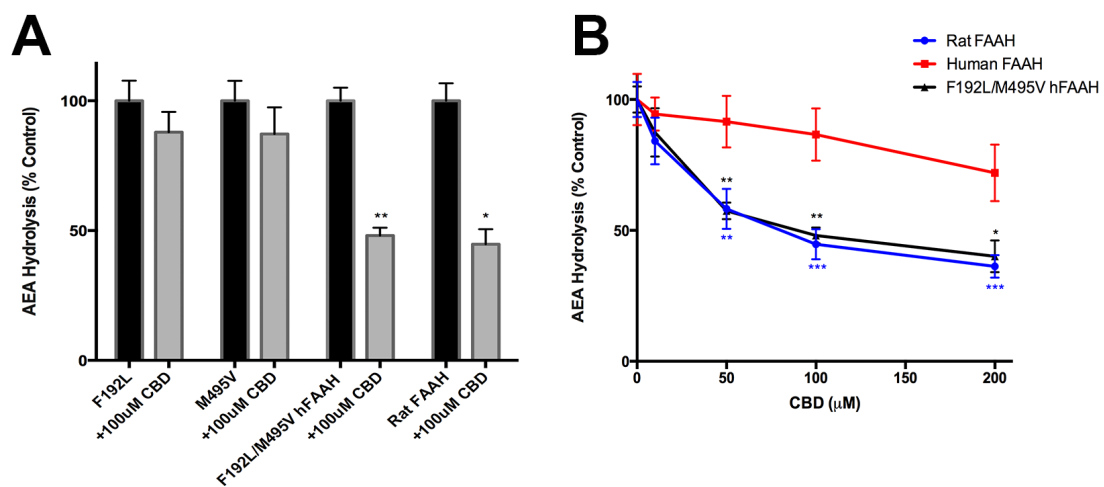 A
AEA Hydrolysis (% Control)
100
50
0
**
*
F192L
+100uM CBD
M495V
+100uM CBD
F192L/M495V hFAAH
+100uM CBD
Rat FAAH
+100uM CBD
B
Rat FAAH
Human FAAH
F192L/M495V hFAAH
AEA Hydrolysis (% Control)
100
50
0
**
**
**
***
*
***
0
50
100
150
200
CBD (μM)